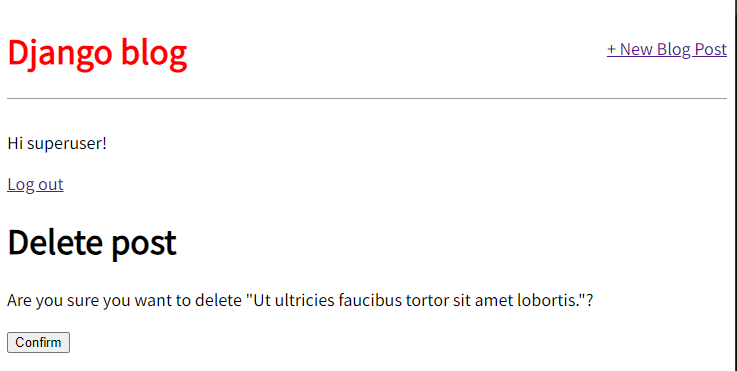 Django blog
+ New Blog Post
Hi superuser!
Log out
Delete post
Are you sure you want to delete "Ut ultricies faucibus tortor sit amet lobortis."?
Confirm